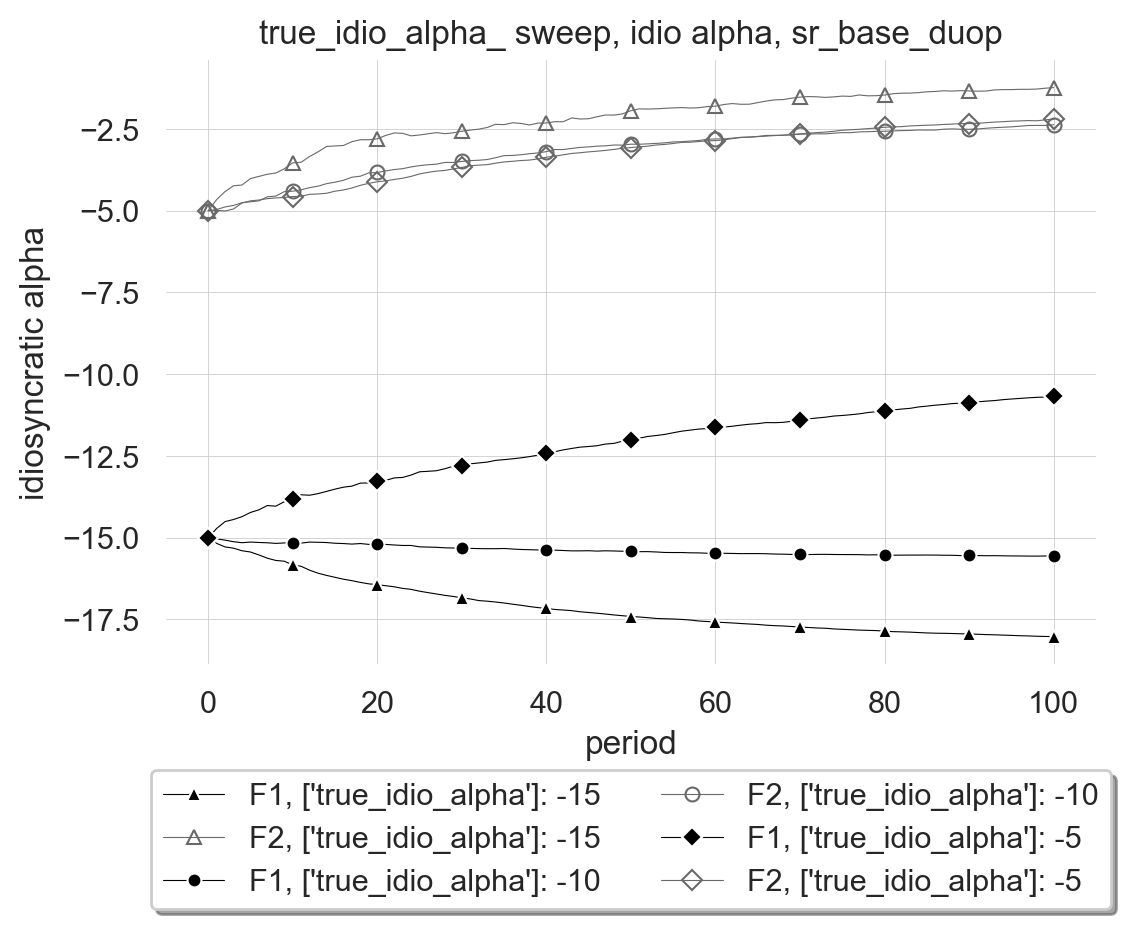 true_idio_alpha_ sweep, idio alpha, sr_base_duop
idiosyncratic alpha
−2.5
−5.0
−7.5
−10.0
−12.5
−15.0
−17.5
0 20 40 60 80 100
period
F1, ['true_idio_alpha']: -15
F2, ['true_idio_alpha']: -15
F1, ['true_idio_alpha']: -10
F2, ['true_idio_alpha']: -10
F1, ['true_idio_alpha']: -5
F2, ['true_idio_alpha']: -5